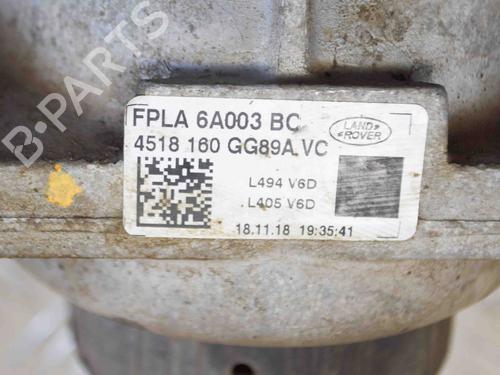 B-PARTS
FPLA 6A003 BC
LAND
ROVER
4518 160 GG89A VC
L494 V6D
L405 V6D
18.11.18 19:35:41